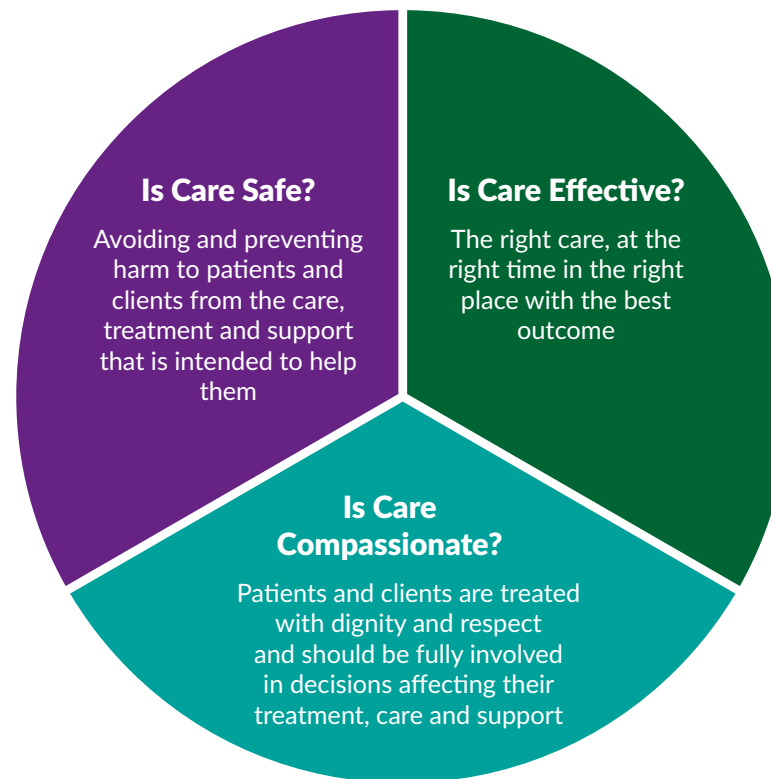 Is Care Safe?
Avoiding and preventing
harm to patients and
clients from the care,
treatment and support
that is intended to help
them
Is Care Effective?
The right care, at the
right time in the right
place with the best
outcome
Is Care
Compassionate?
Patients and clients are treated
with dignity and respect
and should be fully involved
in decisions affecting their
treatment, care and support